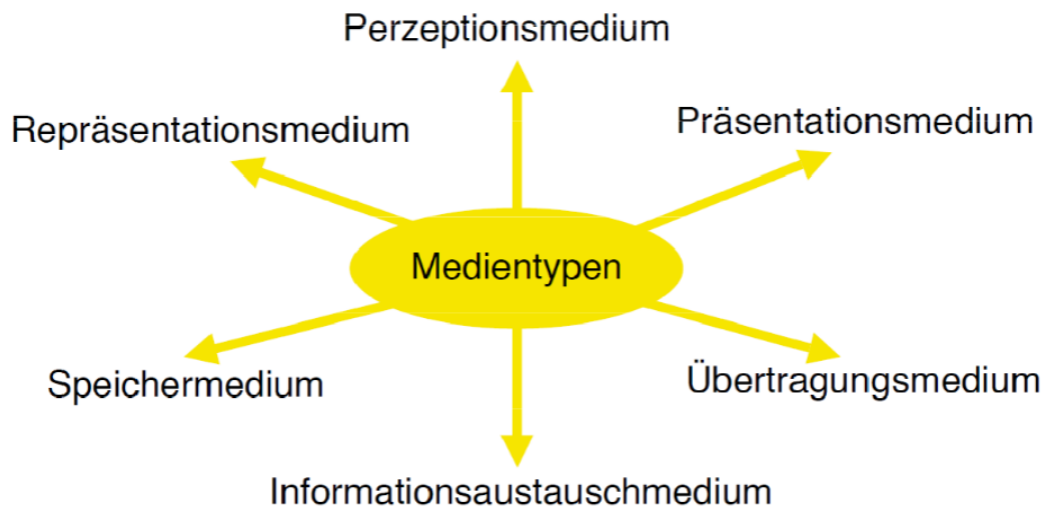 Perzeptionsmedium
Repräsentationsmedium
Präsentationsmedium
Medientypen
Speichermedium
Übertragungsmedium
Informationsaustauschmedium